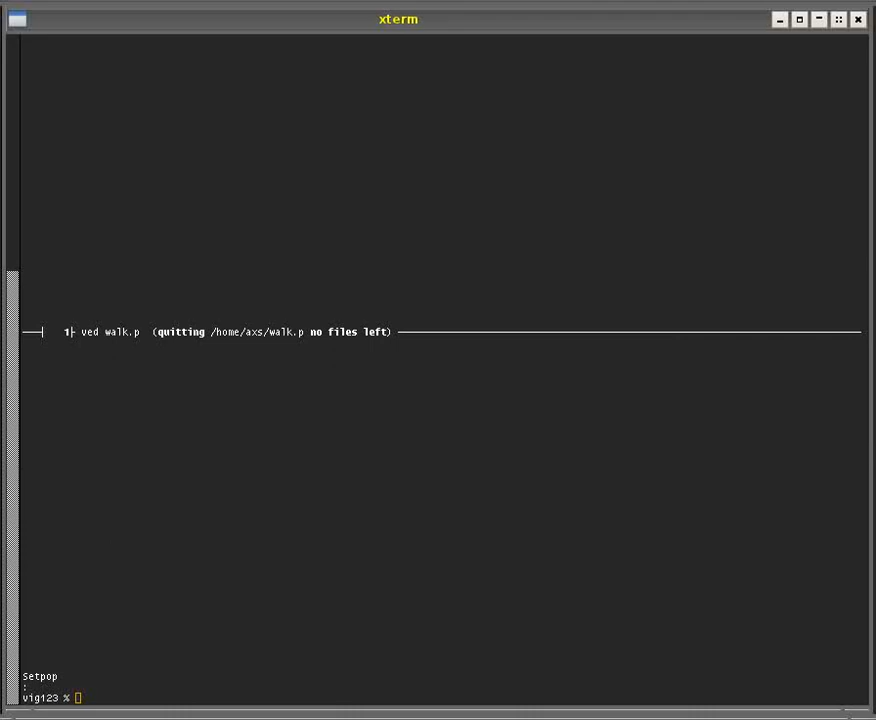 xterm
1 ved walk.p (quitting /home/axs/walk.p no files left)
Setpop
:
vig123 %